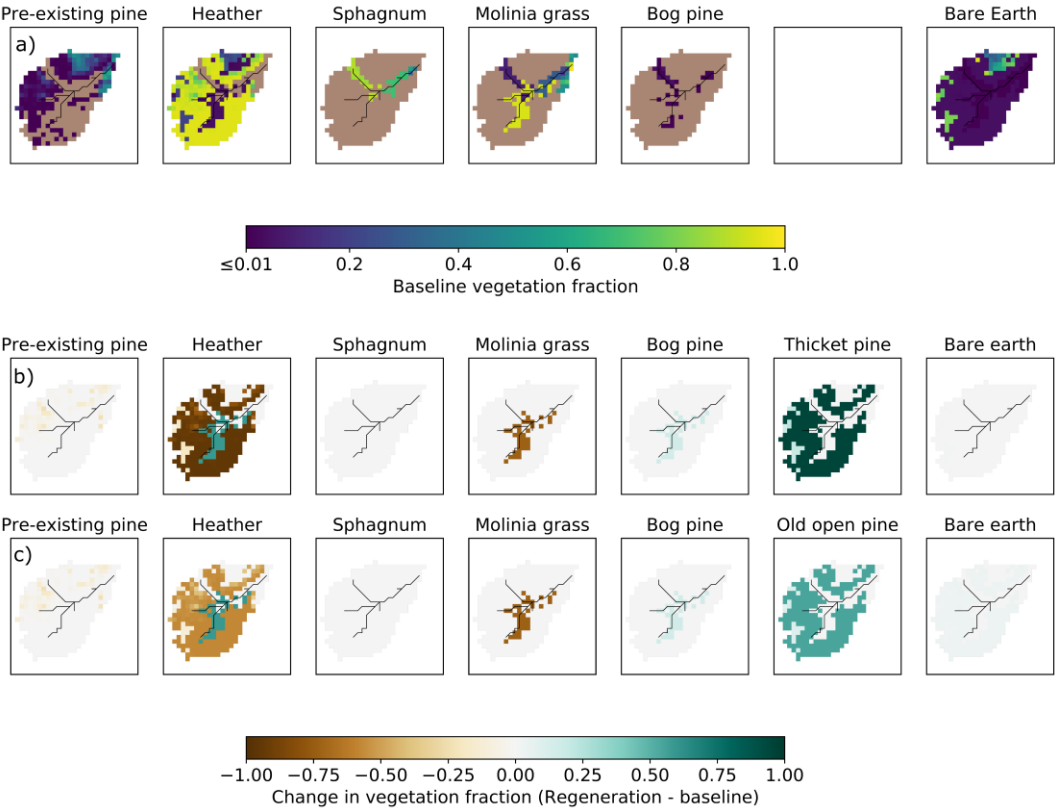 Pre-existing pine Heather Sphagnum Molinia grass Bog pine Bare Earth
a)
≤0.01 0.2 0.4 0.6 0.8 1.0
Baseline vegetation fraction
Pre-existing pine Heather Sphagnum Molinia grass Bog pine Thicket pine Bare earth
b)
Pre-existing pine Heather Sphagnum Molinia grass Bog pine Old open pine Bare earth
c)
−1.00 −0.75 −0.50 −0.25 0.00 0.25 0.50 0.75 1.00
Change in vegetation fraction (Regeneration - baseline)